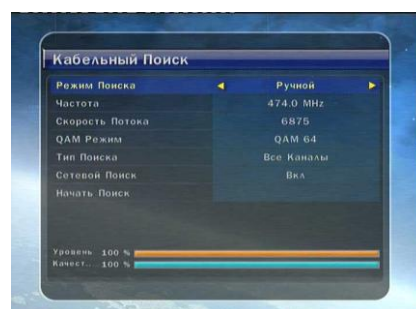 Кабельный Поиск
Режим Поиска Ручной
Частота 474.0 MHz
Скорость Потока 6875
QAM Режим QAM 64
Тип Поиска Все Каналы
Сетевой Поиск Вкл
Начать Поиск
Уровень 100 %
Качест.. 100 %